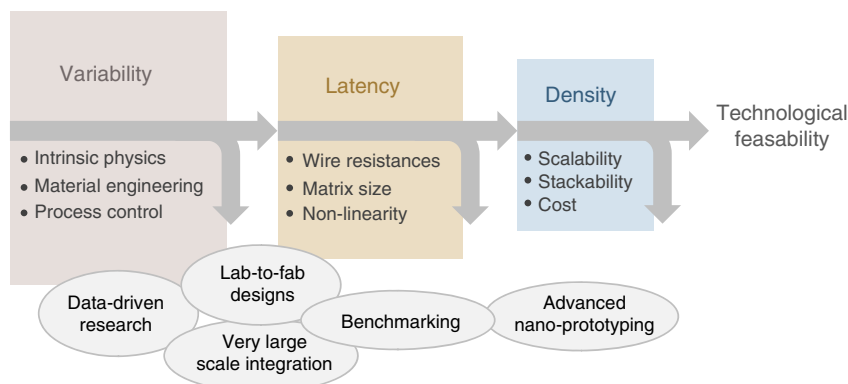 Variability
• Intrinsic physics
• Material engineering
• Process control
Latency
• Wire resistances
• Matrix size
• Non-linearity
Density
• Scalability
• Stackability
• Cost
Technological
feasability
Data-driven
research
Lab-to-fab
designs
Very large
scale integration
Benchmarking
Advanced
nano-prototyping